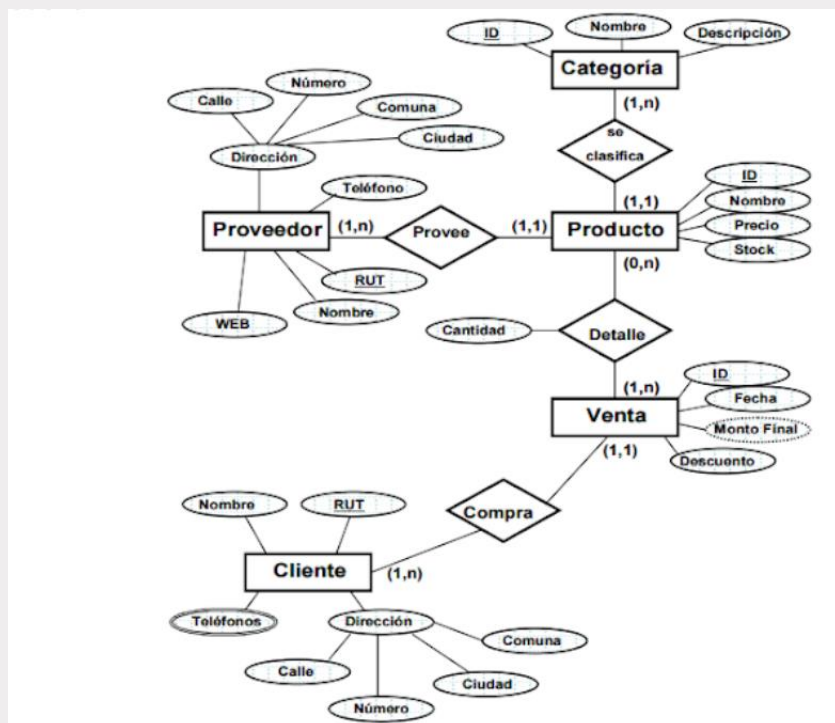 ID
Nombre
Descripción
Categoría
(1,n)
se
clasifica
(1,1)
Número
Calle
Comuna
Ciudad
Dirección
Teléfono
Proveedor
(1,n)
Provee
(1,1)
Producto
ID
Nombre
Precio
Stock
RUT
Nombre
WEB
(0,n)
Cantidad
Detalle
(1,n)
Venta
ID
Fecha
Monto Final
Descuento
(1,1)
Compra
Nombre
RUT
Cliente
(1,n)
Teléfonos
Dirección
Comuna
Calle
Ciudad
Número